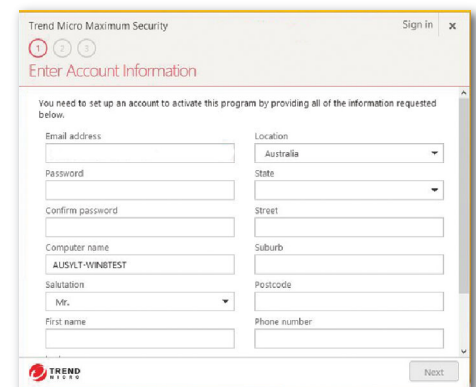 Trend Micro Maximum Security
Sign in x
1 2 3
Enter Account Information
You need to set up an account to activate this program by providing all of the information requested
below.
Email address
Location
Australia
Password
State
Confirm password
Street
Computer name
Suburb
AUSYLT-WIN8TEST
Salutation
Postcode
Mr.
First name
Phone number
TREND
MICRO
Next